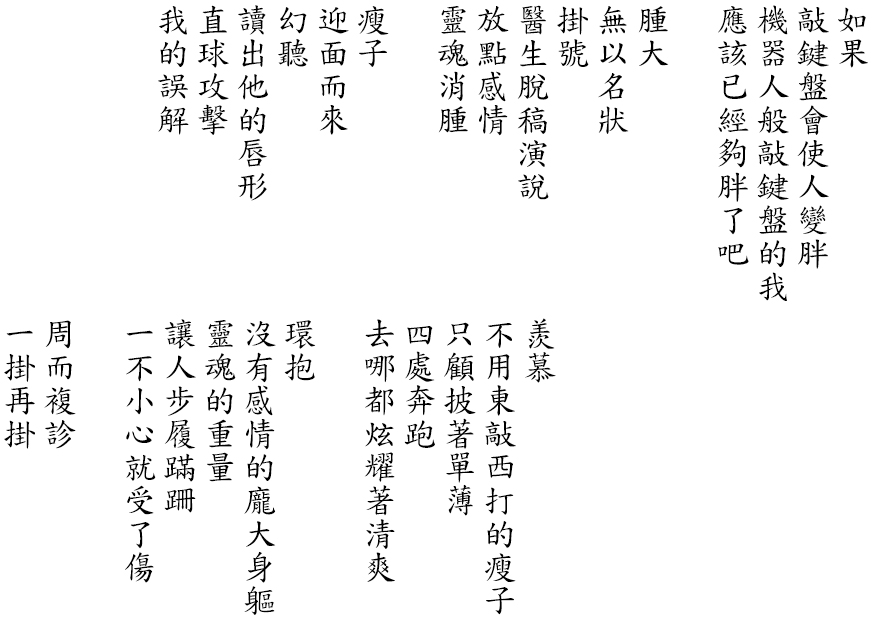 如果
敲鍵盤會使人變胖
機器人般敲鍵盤的我
應該已經夠胖了吧
腫大
無以名狀
掛號
醫生脫稿演說
放點感情
靈魂消腫
瘦子
迎面而來
幻聽
讀出他的唇形
直球攻擊
我的誤解
羨慕
不用東敲西打的瘦子
只顧披著單薄
四處奔跑
去哪都炫耀著清爽
環抱
沒有感情的龐大身軀
靈魂的重量
讓人步履蹣跚
一不小心就受了傷
周而複診
一掛再掛